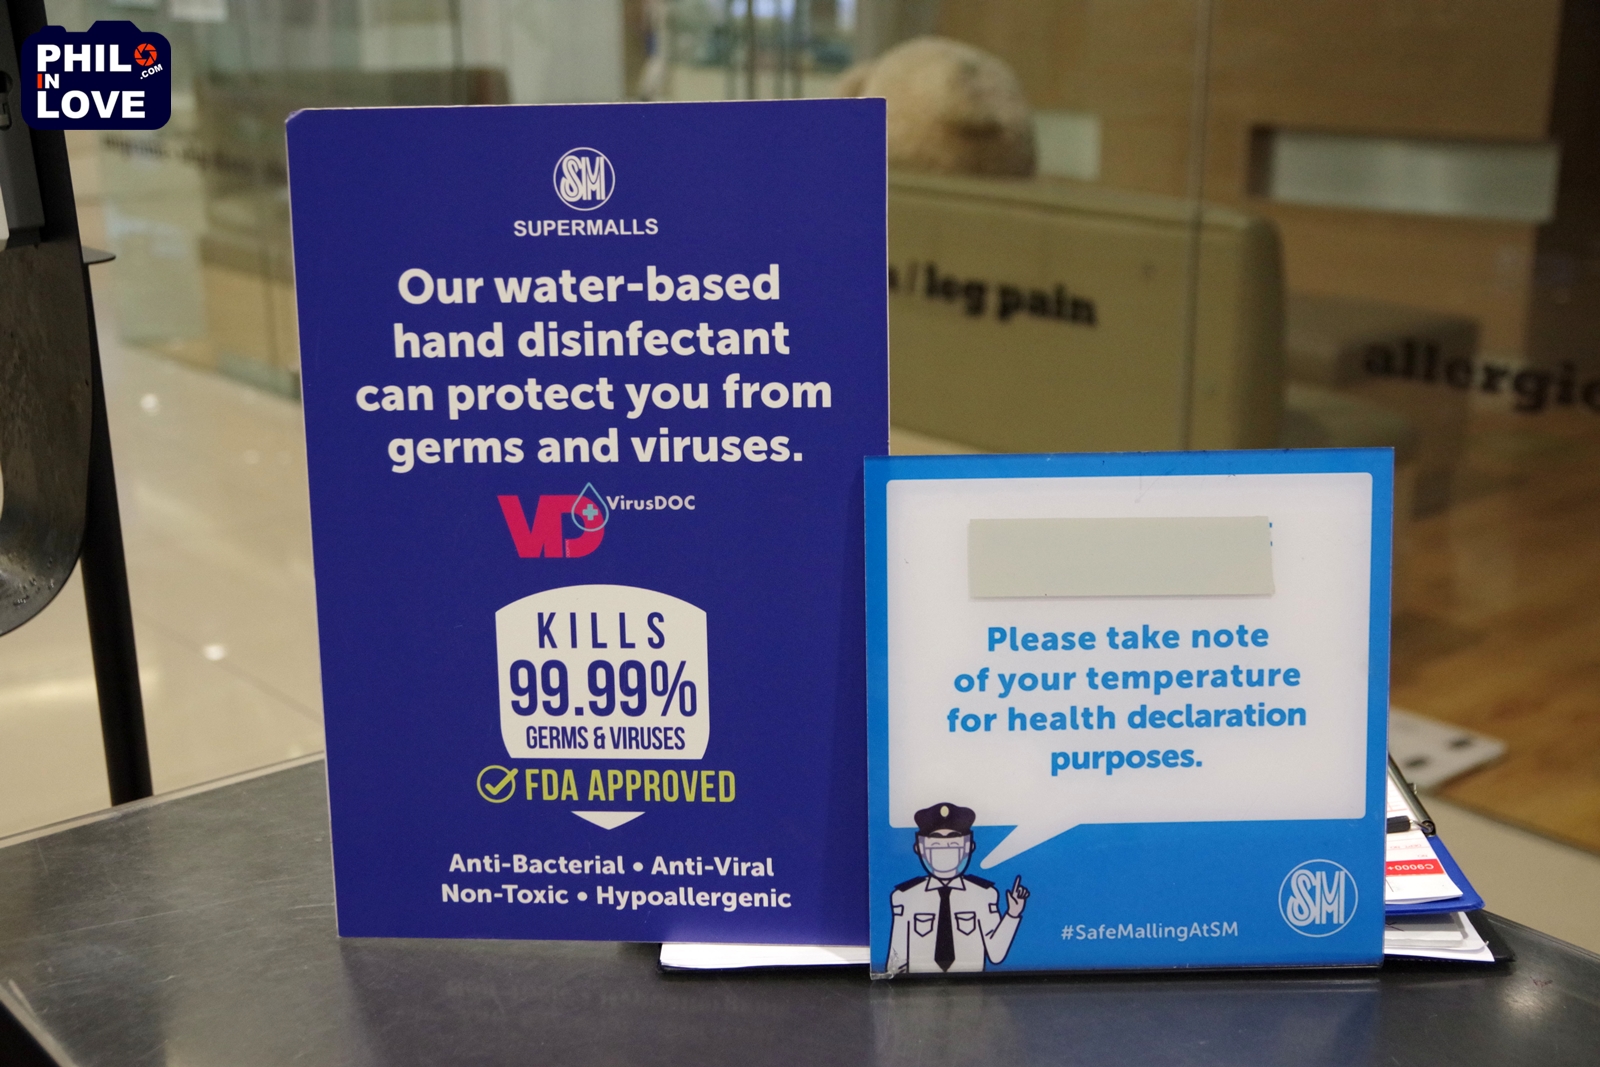 PHIL
IN
.COM
LOVE
SM
SUPERMALLS
Our water-based
hand disinfectant
can protect you from
germs and viruses.
VD VirusDOC
KILLS
99.99%
GERMS & VIRUSES
FDA APPROVED
Anti-Bacterial • Anti-Viral
Non-Toxic • Hypoallergenic
/ leg pain
allergic
Please take note
of your temperature
for health declaration
purposes.
#SafeMallingAtSM
SM
C9000+